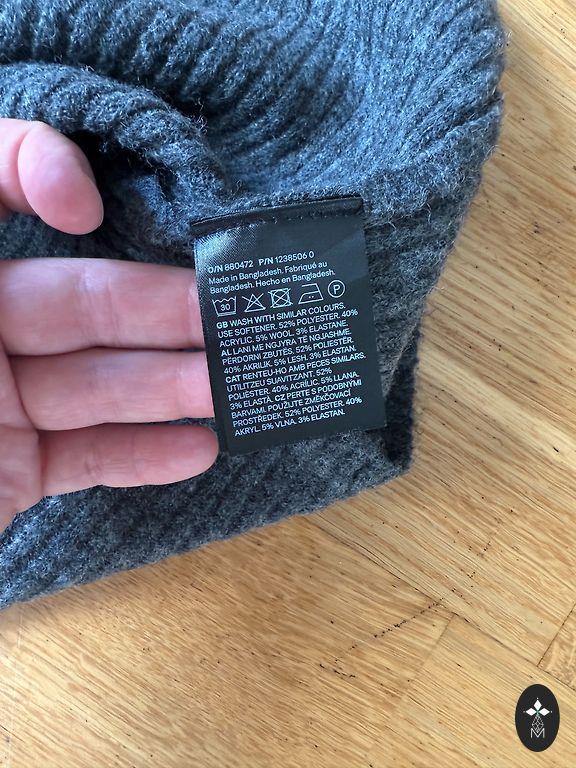 O/N 880472 P/N 1238506 0
Made in Bangladesh. Fabriqué au
Bangladesh. Hecho en Bangladesh.
30 P
GB WASH WITH SIMILAR COLOURS.
USE SOFTENER. 52% POLYESTER. 40%
ACRYLIC. 5% WOOL. 3% ELASTANE.
AL LANI ME NGJYRA TË NGJASHME.
PËRDORNI ZBUTËS. 52% POLIESTËR.
40% AKRILIK. 5% LESH. 3% ELASTAN.
CAT RENTEU-HO AMB PECES SIMILARS.
UTILITZEU SUAVITZANT. 52%
POLIÈSTER. 40% ACRÍLIC. 5% LLANA.
3% ELASTÀ. CZ PERTE S PODOBNÝMI
BARVAMI. POUŽIJTE ZMĚKČOVACÍ
PROSTŘEDEK. 52% POLYESTER. 40%
AKRYL. 5% VLNA. 3% ELASTAN.
M